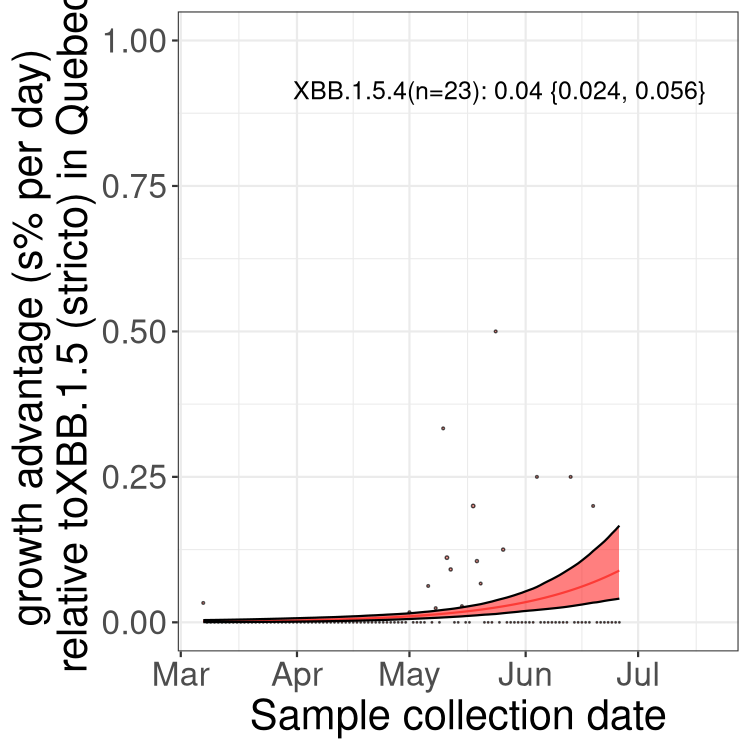 growth advantage (s% per day)
relative toXBB.1.5 (stricto) in Quebec
1.00
XBB.1.5.4(n=23): 0.04 {0.024, 0.056}
0.75
0.50
0.25
0.00
Mar Apr May Jun Jul
Sample collection date